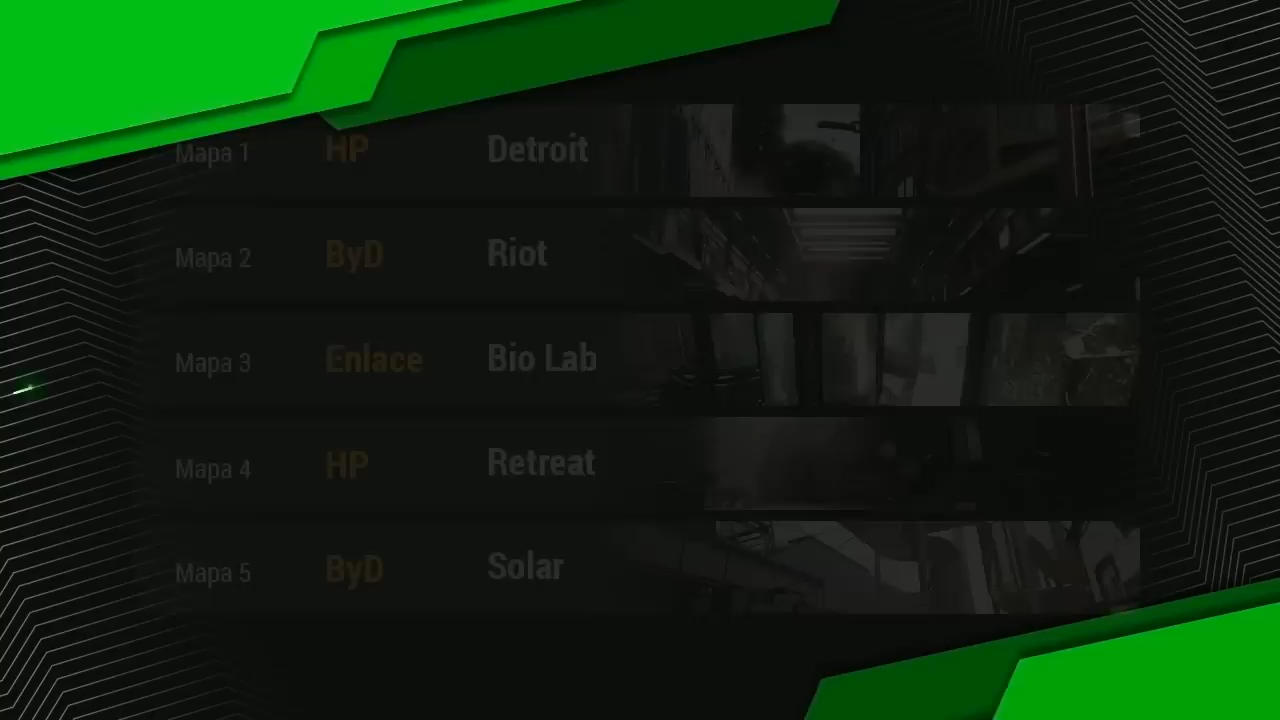 Mapa 1 HP Detroit
Mapa 2 ByD Riot
Mapa 3 Enlace Bio Lab
Mapa 4 HP Retreat
Mapa 5 ByD Solar